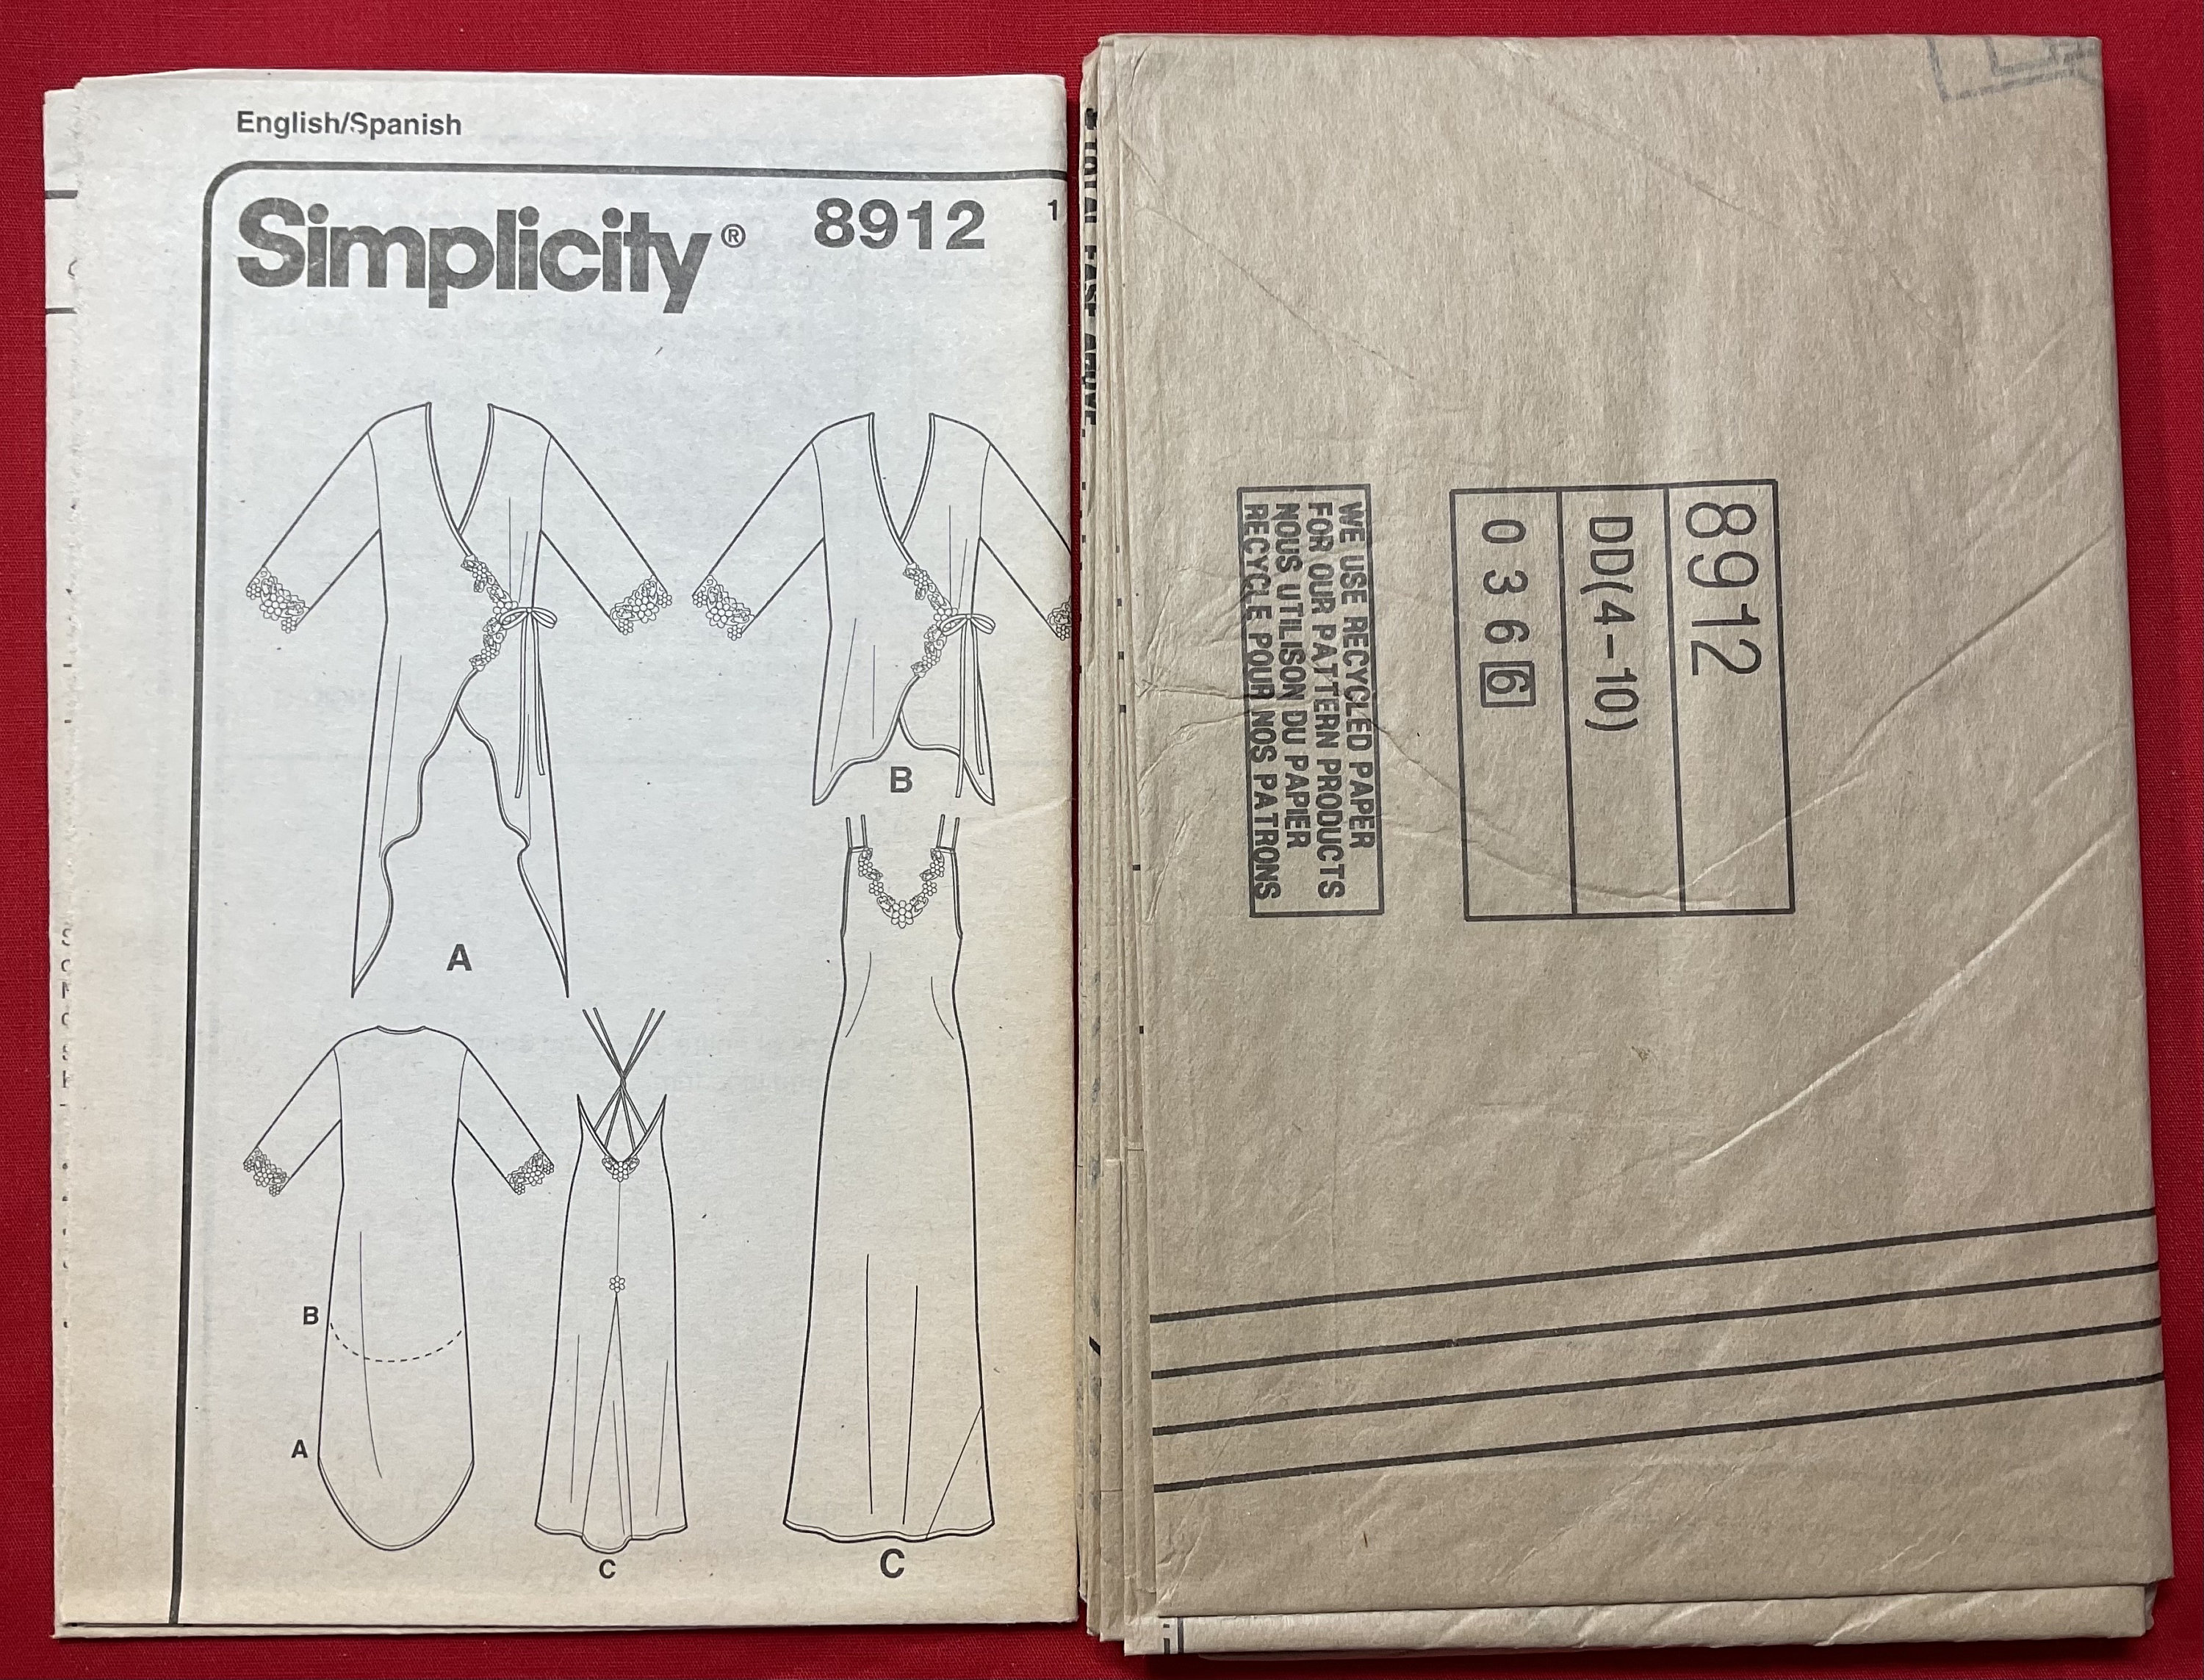 English/Spanish
Simplicity®
8912
1
A
B
B
A
C
C
8912
DD(4-10)
0 3 6 6
WE USE RECYCLED PAPER
FOR OUR PATTERN PRODUCTS
NOUS UTILISON DU PAPIER
RECYCLE POUR NOS PATRONS